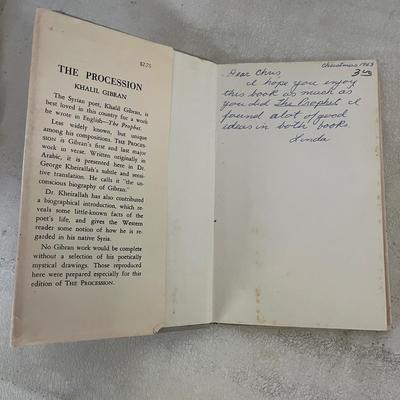 $2.75
THE PROCESSION
KHALIL GIBRAN
The Syrian poet, Khalil Gibran, is
best loved in this country for a work
he wrote in English—The Prophet.
Less widely known, but unique
among his compositions, THE PROCES-
SION is Gibran's first and last major
work in verse. Written originally in
Arabic, it is presented here in Dr.
George Kheirallah's subtle and sensi-
tive translation. He calls it "the un-
conscious biography of Gibran."
Dr. Kheirallah has also contributed
a biographical introduction, which re-
veals some little-known facts of the
poet's life, and gives the Western
reader some notion of how he is re-
garded in his native Syria.
No Gibran work would be complete
without a selection of his poetically
mystical drawings. Those reproduced
here were prepared especially for this
edition of THE PROCESSION.
Christmas 1963
Dear Chris,
I hope you enjoy
this book as much as
you did The Prophet. I
found alot of good
ideas in both books.
Linda